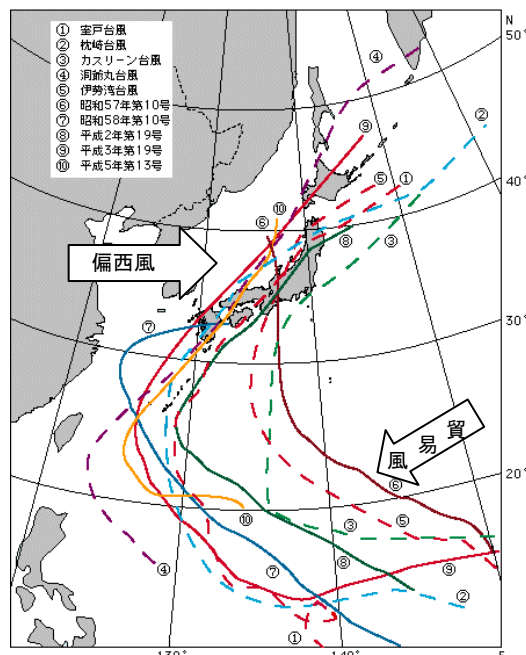 ① 室戸台風
② 枕崎台風
③ カスリーン台風
④ 洞爺丸台風
⑤ 伊勢湾台風
⑥ 昭和57年第10号
⑦ 昭和58年第10号
⑧ 平成2年第19号
⑨ 平成3年第19号
⑩ 平成5年第13号
N
50°
④
②
⑨
40°
⑤ ①
⑩
⑥
⑧
③
偏西風
⑦
30°
貿易風
20°
⑥
⑩
⑤
③
④
⑦
⑧
⑨
②
①
130°
140°